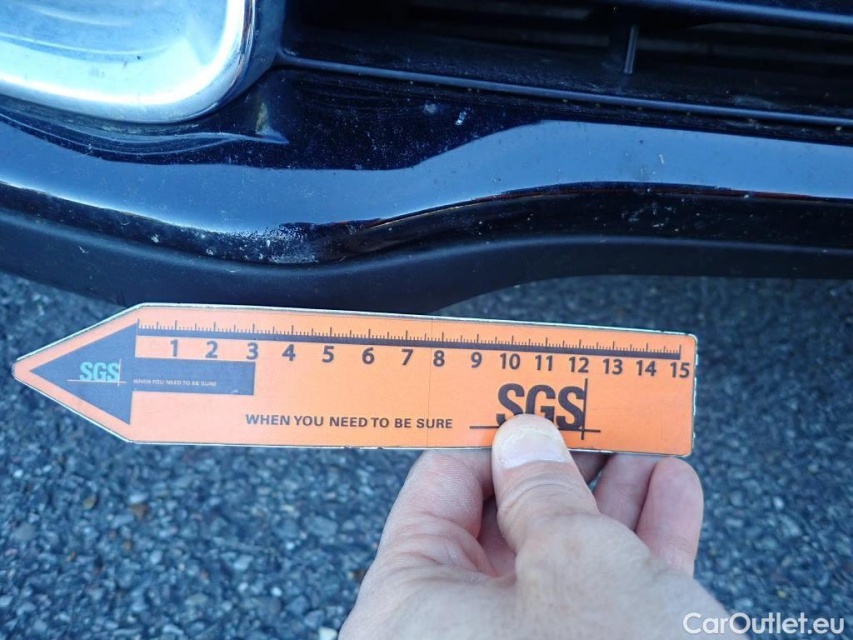 1 2 3 4 5 6 7 8 9 10 11 12 13 14 15
SGS
WHEN YOU NEED TO BE SURE
SGS
WHEN YOU NEED TO BE SURE
CarOutlet.eu